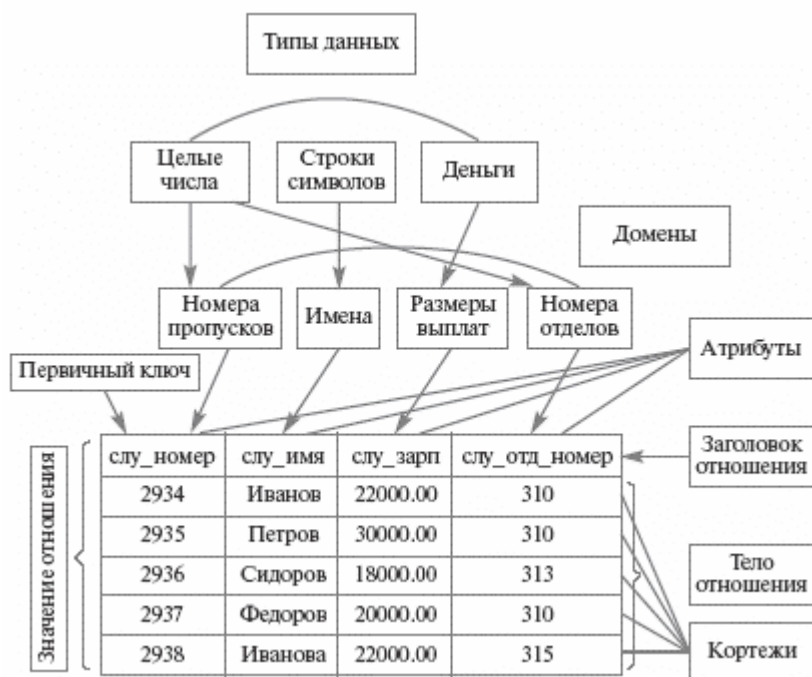 Типы данных
Целые
числа
Строки
символов
Деньги
Домены
Номера
пропусков
Имена
Размеры
выплат
Номера
отделов
Атрибуты
Первичный ключ
Значение отношения
слу_номер слу_имя слу_зарп слу_отд_номер
2934 Иванов 22000.00 310
2935 Петров 30000.00 310
2936 Сидоров 18000.00 313
2937 Федоров 20000.00 310
2938 Иванова 22000.00 315
Заголовок
отношения
Тело
отношения
Кортежи